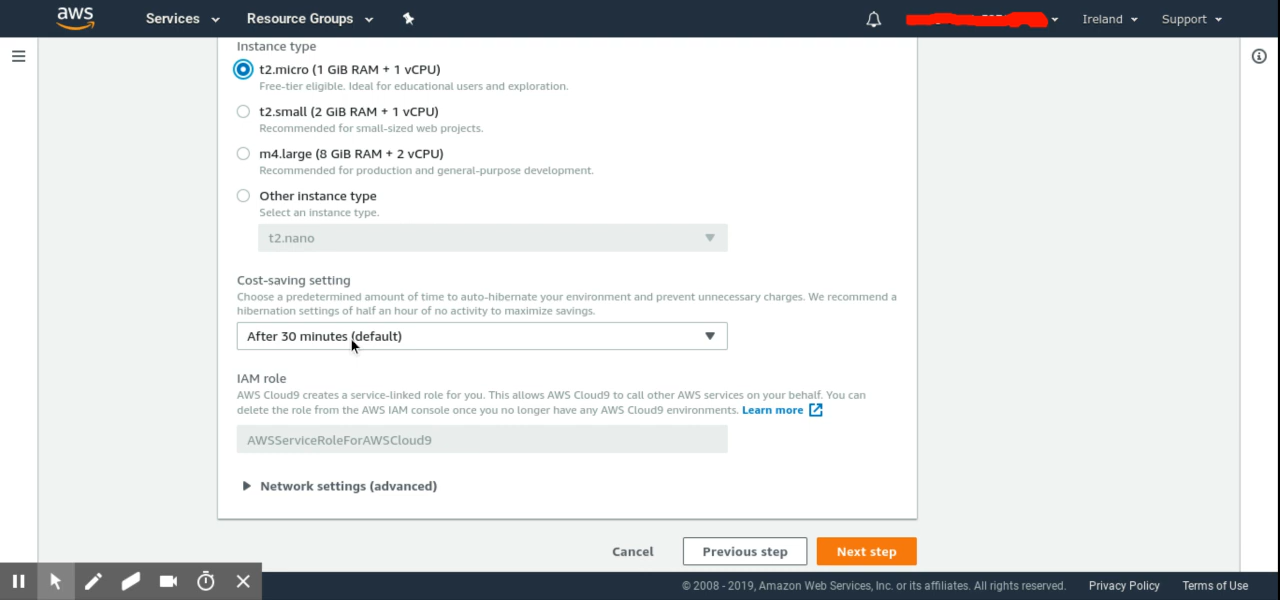 aws
Services
Resource Groups
Ireland
Support
Instance type
t2.micro (1 GiB RAM + 1 vCPU)
Free-tier eligible. Ideal for educational users and exploration.
t2.small (2 GiB RAM + 1 vCPU)
Recommended for small-sized web projects.
m4.large (8 GiB RAM + 2 vCPU)
Recommended for production and general-purpose development.
Other instance type
Select an instance type.
t2.nano
Cost-saving setting
Choose a predetermined amount of time to auto-hibernate your environment and prevent unnecessary charges. We recommend a
hibernation settings of half an hour of no activity to maximize savings.
After 30 minutes (default)
IAM role
AWS Cloud9 creates a service-linked role for you. This allows AWS Cloud9 to call other AWS services on your behalf. You can
delete the role from the AWS IAM console once you no longer have any AWS Cloud9 environments. Learn more
AWSServiceRoleForAWSCloud9
Network settings (advanced)
Cancel
Previous step
Next step
© 2008 - 2019, Amazon Web Services, Inc. or its affiliates. All rights reserved.
Privacy Policy
Terms of Use